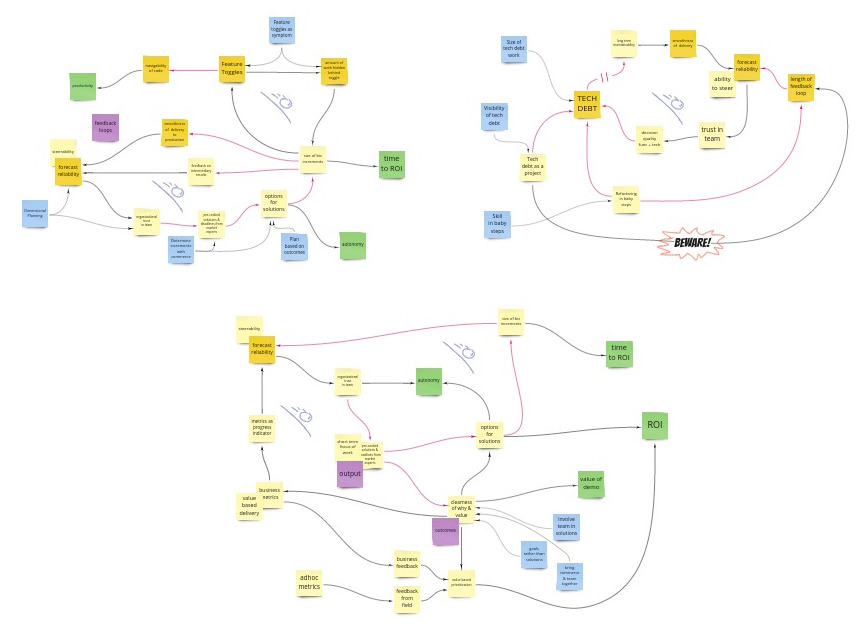 Feature
toggles as
symptom
navigability
of code
Feature
Toggles
amount of
work hidden
behind
toggle
productivity
feedback
loops
smoothness
of delivery
to
production
steerability
forecast
reliability
feedback on
intermediary
results
size of biz
increments
time
to ROI
Dimensional
Planning
organizational
trust
in team
pre-cooked
solutions &
deadlines from
market
experts
options
for
solutions
Determine
increments
with
commerce
Plan
based on
outcomes
autonomy
Size of
tech debt
work
long term
maintainability
smoothness
of delivery
forecast
reliability
ability
to steer
length of
feedback
loop
TECH
DEBT
Visibility
of tech
debt
decision
quality
trust in
team
Tech
debt as a
project
Refactoring
in baby
steps
Skill
in baby
steps
BEWARE!
steerability
forecast
reliability
size of biz
increments
time
to ROI
organizational
trust
in team
autonomy
metrics as
progress
indicator
options
for
solutions
ROI
short term
focus of
work
pre-cooked
solutions &
deadlines from
market
experts
output
business
metrics
value
based
delivery
clearness
of why &
value
value of
demo
outcomes
Involve
team in
solutions
goals
rather than
solutions
bring
commerce
& team
together
business
feedback
adhoc
metrics
value based
prioritization
feedback
from
field